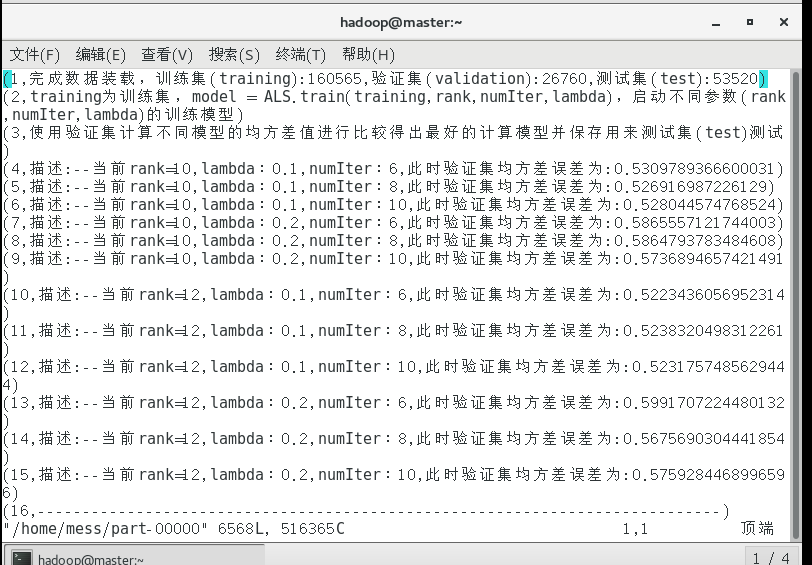 hadoop@master:~
文件(F) 编辑(E) 查看(V) 搜索(S) 终端(T) 帮助(H)
(1,完成数据装载，训练集(training):160565,验证集(validation):26760,测试集(test):53520)
(2,training为训练集，model = ALS.train(training,rank,numIter,lambda)，启动不同参数(rank
,numIter,lambda)的训练模型)
(3,使用验证集计算不同模型的均方差值进行比较得出最好的计算模型并保存用来测试集(test)测试
)
(4,描述:--当前rank=10,lambda：0.1,numIter：6,此时验证集均方差误差为:0.5309789366600031)
(5,描述:--当前rank=10,lambda：0.1,numIter：8,此时验证集均方差误差为:0.526916987226129)
(6,描述:--当前rank=10,lambda：0.1,numIter：10,此时验证集均方差误差为:0.528044574768524)
(7,描述:--当前rank=10,lambda：0.2,numIter：6,此时验证集均方差误差为:0.5865557121744003)
(8,描述:--当前rank=10,lambda：0.2,numIter：8,此时验证集均方差误差为:0.5864793783484608)
(9,描述:--当前rank=10,lambda：0.2,numIter：10,此时验证集均方差误差为:0.5736894657421491
)
(10,描述:--当前rank=12,lambda：0.1,numIter：6,此时验证集均方差误差为:0.5223436056952314
)
(11,描述:--当前rank=12,lambda：0.1,numIter：8,此时验证集均方差误差为:0.5238320498312261
)
(12,描述:--当前rank=12,lambda：0.1,numIter：10,此时验证集均方差误差为:0.523175748562944
4)
(13,描述:--当前rank=12,lambda：0.2,numIter：6,此时验证集均方差误差为:0.5991707224480132
)
(14,描述:--当前rank=12,lambda：0.2,numIter：8,此时验证集均方差误差为:0.5675690304441854
)
(15,描述:--当前rank=12,lambda：0.2,numIter：10,此时验证集均方差误差为:0.575928446899659
6)
(16,----------------------------------------------------------------------)
"/home/mess/part-00000" 6568L, 516365C 1,1 顶端
hadoop@master:~ 1 / 4